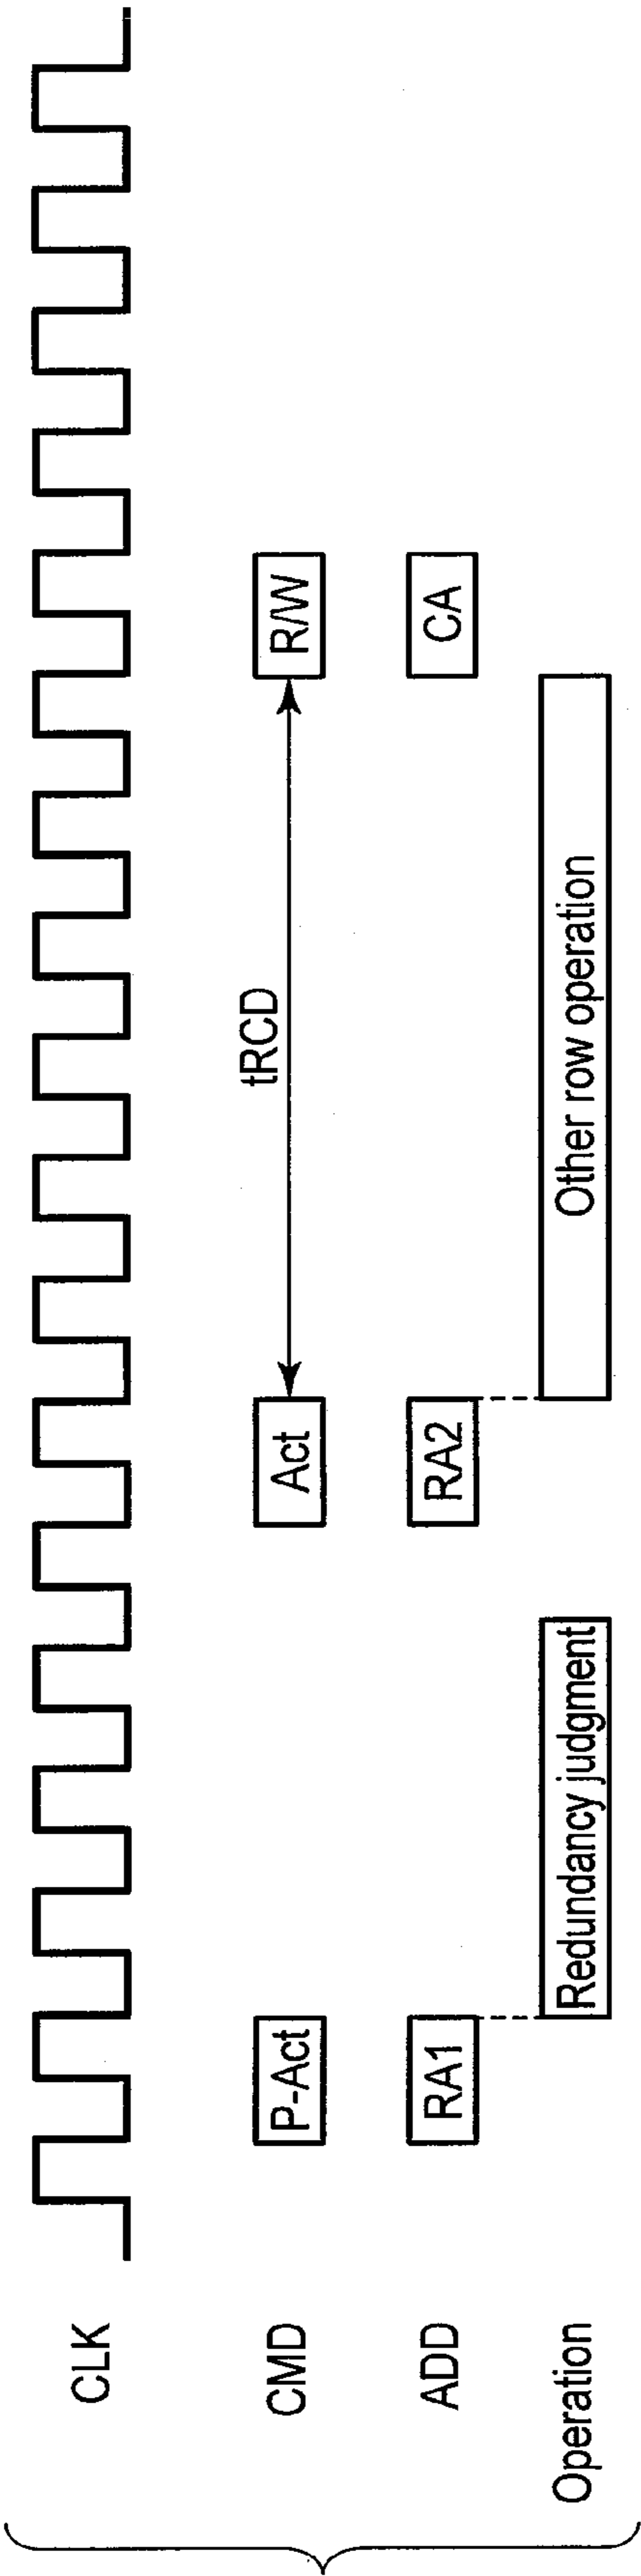 CLK
CMD
P-Act
Act
tRCD
R/W
ADD
RA1
RA2
CA
Operation
Redundancy judgment
Other row operation